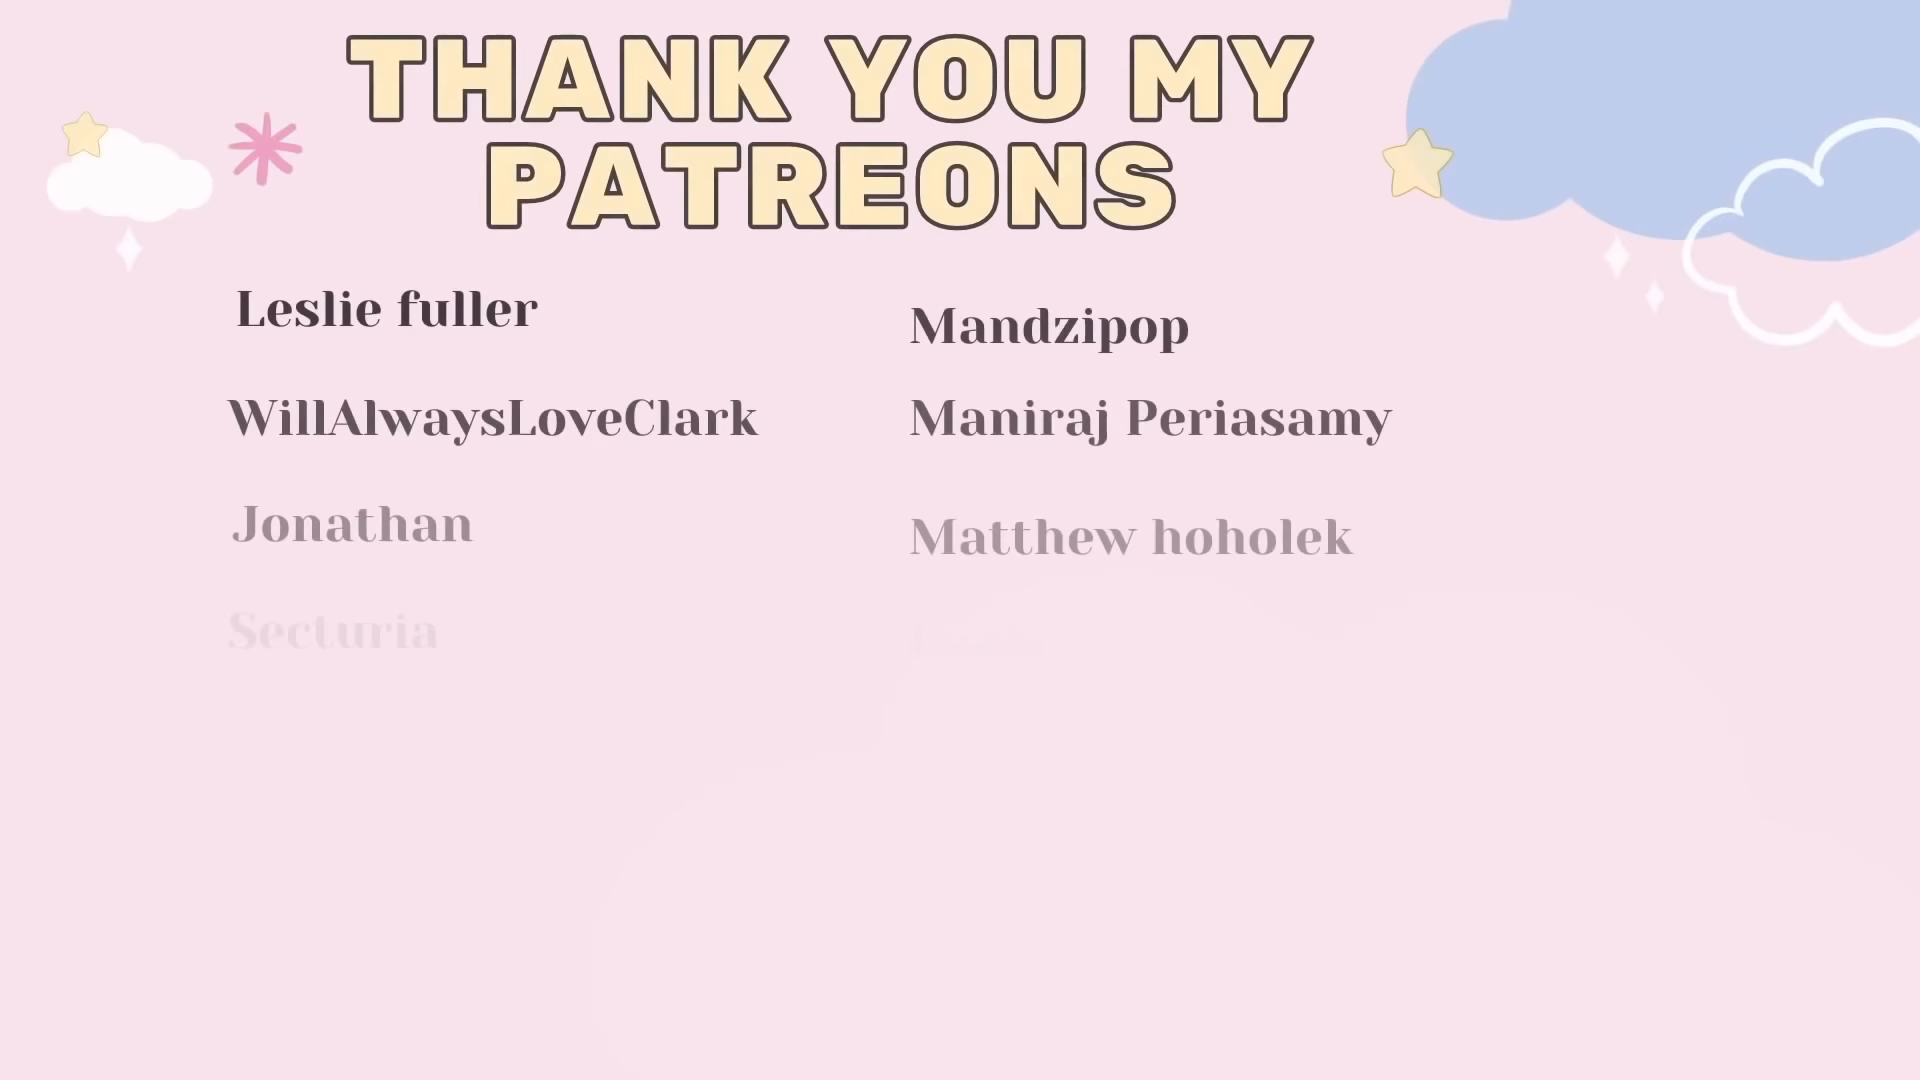 THANK YOU MY
PATREONS
Leslie fuller
Mandzipop
WillAlwaysLoveClark
Maniraj Periasamy
Jonathan
Matthew hoholek
Secturia